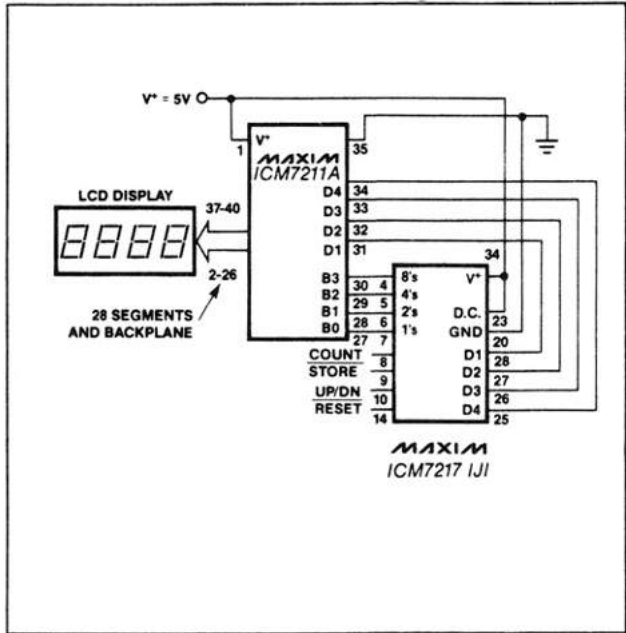 V+ = 5V
V+
1
35
MAXIM
ICM7211A
LCD DISPLAY
37-40
8888
2-26
28 SEGMENTS
AND BACKPLANE
D4
34
D3
33
D2
32
D1
31
B3
30
B2
29
B1
28
B0
27
4
8's
5
4's
6
2's
7
1's
34
V+
D.C.
23
GND
20
D1
28
D2
27
D3
26
D4
25
COUNT
8
STORE
9
UP/DN
10
RESET
14
MAXIM
ICM7217 IJI